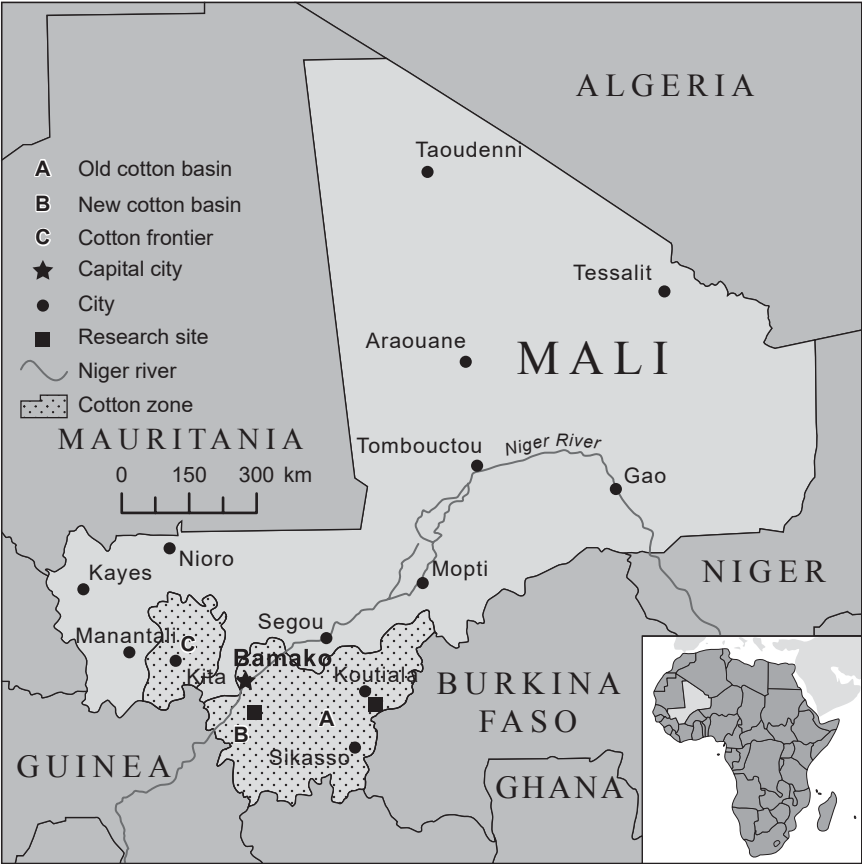 ALGERIA
Taoudenni
A Old cotton basin
B New cotton basin
C Cotton frontier
Capital city
City
Research site
Niger river
Cotton zone
Tessalit
Araouane
MALI
MAURITANIA
0 150 300 km
Tombouctou
Niger River
Gao
Nioro
Kayes
Mopti
NIGER
Segou
Manantali
C
Kita
Bamako
Koutiala
BURKINA
FASO
A
B
Sikasso
GUINEA
GHANA